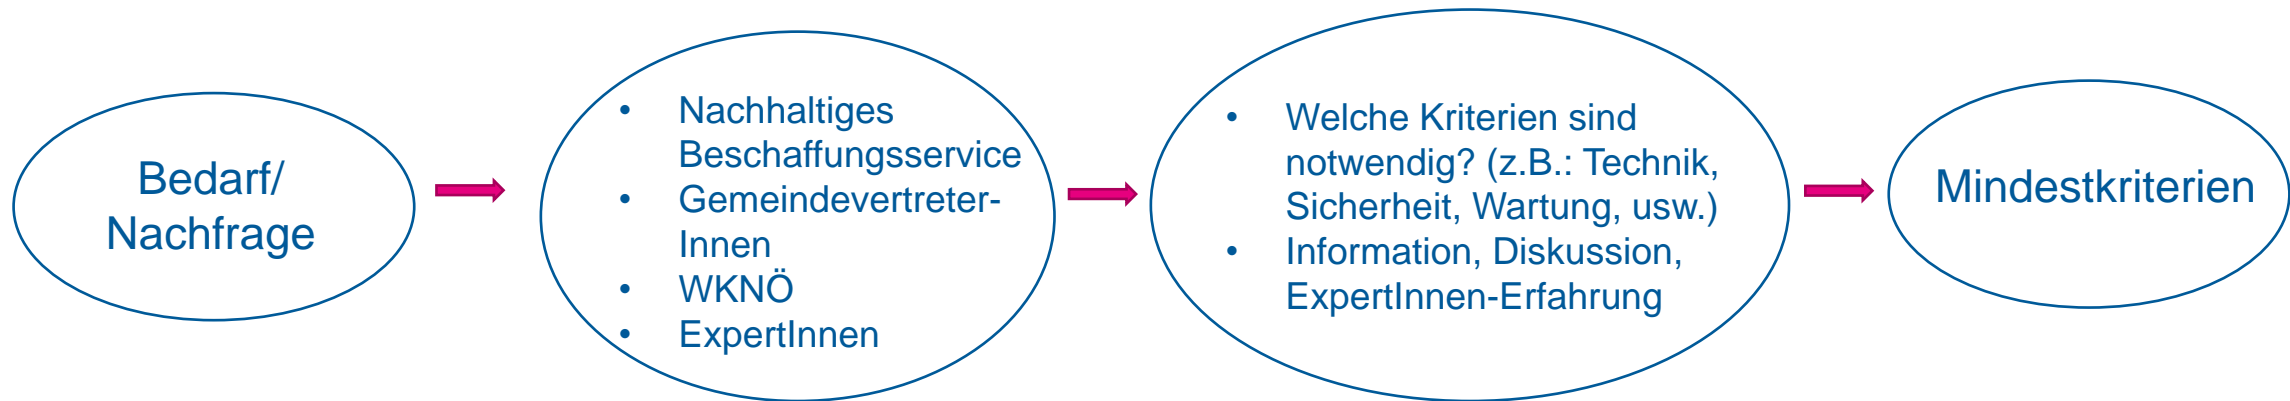 Bedarf/
Nachfrage
• Nachhaltiges
Beschaffungsservice
• Gemeindevertreter-
Innen
• WKNÖ
• ExpertInnen
• Welche Kriterien sind
notwendig? (z.B.: Technik,
Sicherheit, Wartung, usw.)
• Information, Diskussion,
ExpertInnen-Erfahrung
Mindestkriterien